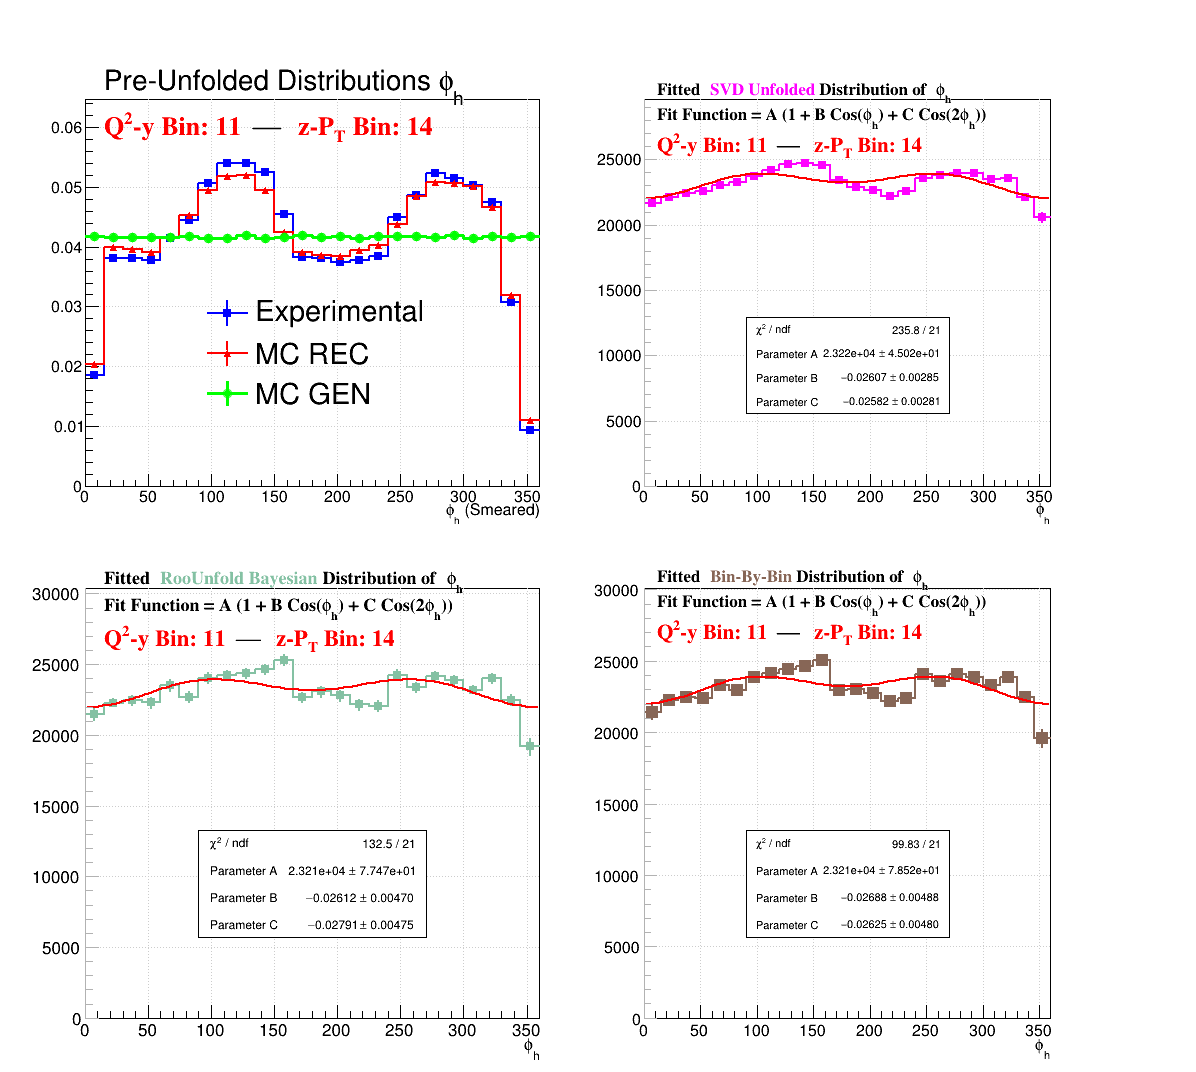 Pre-Unfolded Distributions ϕh
Q²-y Bin: 11 — z-PT Bin: 14
0.06
0.05
0.04
0.03
0.02
0.01
0
Experimental
MC REC
MC GEN
0 50 100 150 200 250 300 350
ϕh (Smeared)
Fitted SVD Unfolded Distribution of ϕh
Fit Function = A (1 + B Cos(ϕh) + C Cos(2ϕh))
Q²-y Bin: 11 — z-PT Bin: 14
25000
20000
15000
10000
5000
0
χ² / ndf 235.8 / 21
Parameter A 2.322e+04 ± 4.502e+01
Parameter B −0.02607 ± 0.00285
Parameter C −0.02582 ± 0.00281
0 50 100 150 200 250 300 350
ϕh
Fitted RooUnfold Bayesian Distribution of ϕh
Fit Function = A (1 + B Cos(ϕh) + C Cos(2ϕh))
Q²-y Bin: 11 — z-PT Bin: 14
30000
25000
20000
15000
10000
5000
0
χ² / ndf 132.5 / 21
Parameter A 2.321e+04 ± 7.747e+01
Parameter B −0.02612 ± 0.00470
Parameter C −0.02791 ± 0.00475
0 50 100 150 200 250 300 350
ϕh
Fitted Bin-By-Bin Distribution of ϕh
Fit Function = A (1 + B Cos(ϕh) + C Cos(2ϕh))
Q²-y Bin: 11 — z-PT Bin: 14
30000
25000
20000
15000
10000
5000
0
χ² / ndf 99.83 / 21
Parameter A 2.321e+04 ± 7.852e+01
Parameter B −0.02688 ± 0.00488
Parameter C −0.02625 ± 0.00480
0 50 100 150 200 250 300 350
ϕh